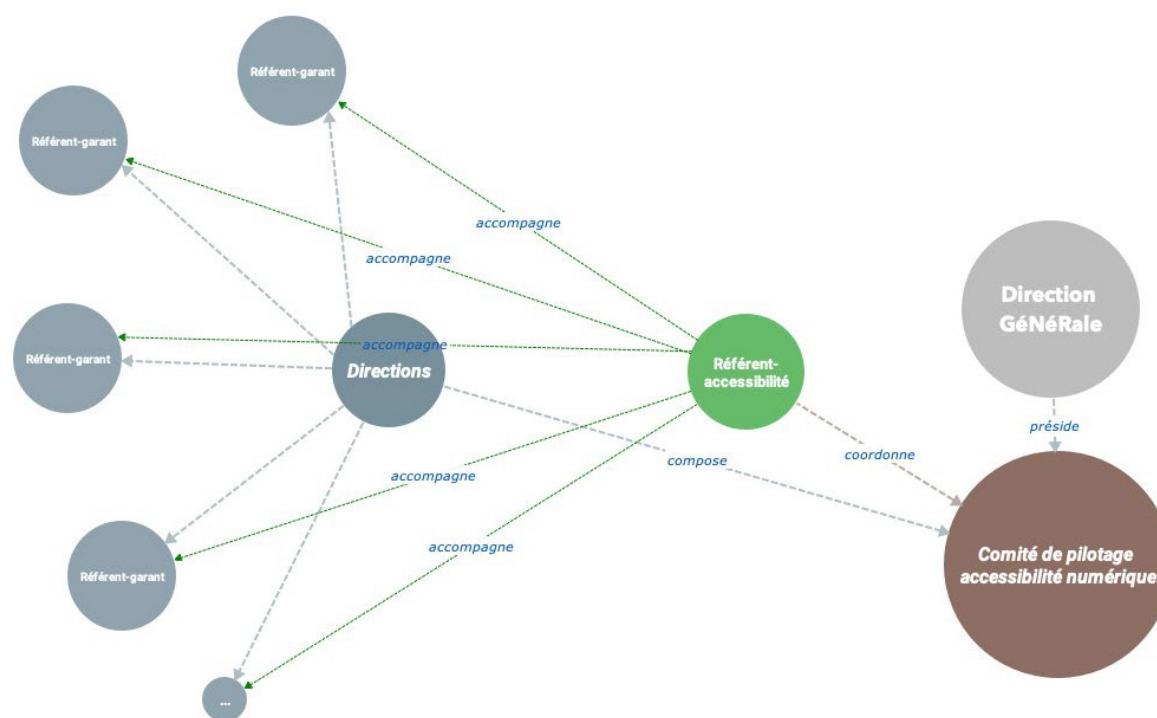 Référent-garant
Référent-garant
accompagne
accompagne
Direction
GéNéRale
Référent-garant
accompagne
Directions
Référent-
accessibilité
préside
compose
coordonne
accompagne
accompagne
Comité de pilotage
accessibilité numérique
Référent-garant
...